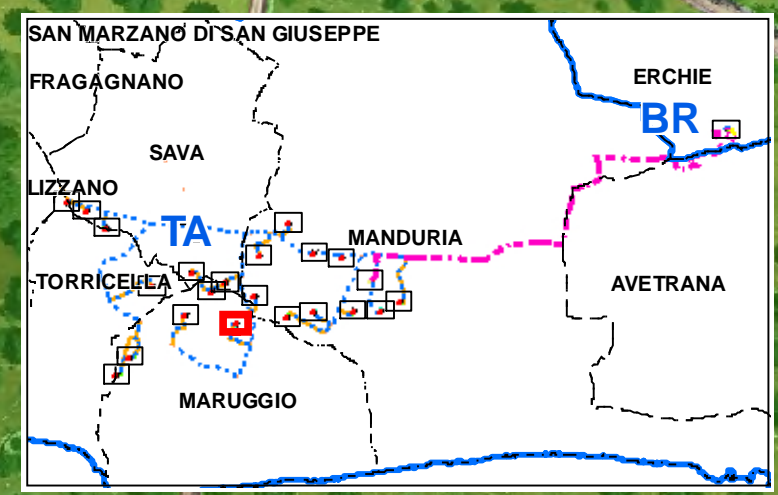 SAN MARZANO DI SAN GIUSEPPE
ERCHIE
FRAGAGNANO
BR
SAVA
LIZZANO
TA
MANDURIA
TORRICELLA
AVETRANA
MARUGGIO